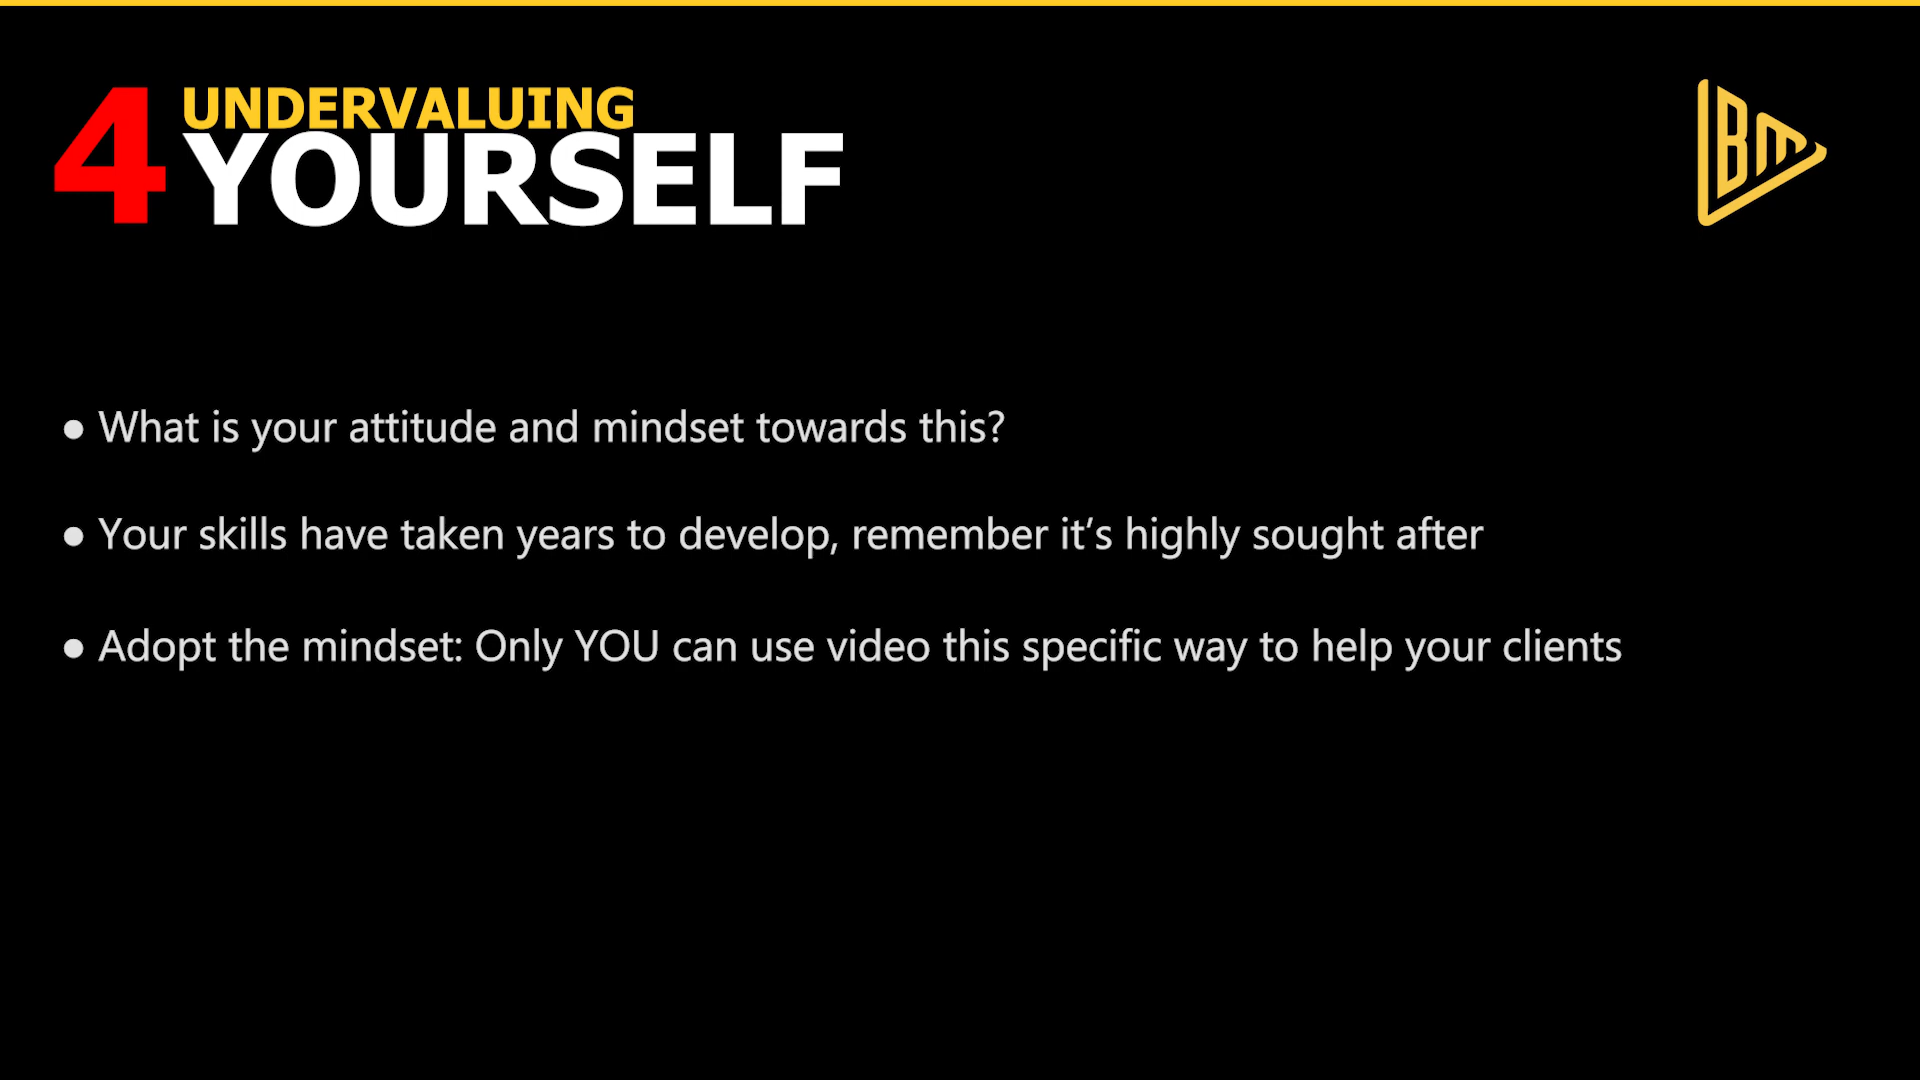 4 UNDERVALUING
YOURSELF
BM
● What is your attitude and mindset towards this?
● Your skills have taken years to develop, remember it’s highly sought after
● Adopt the mindset: Only YOU can use video this specific way to help your clients